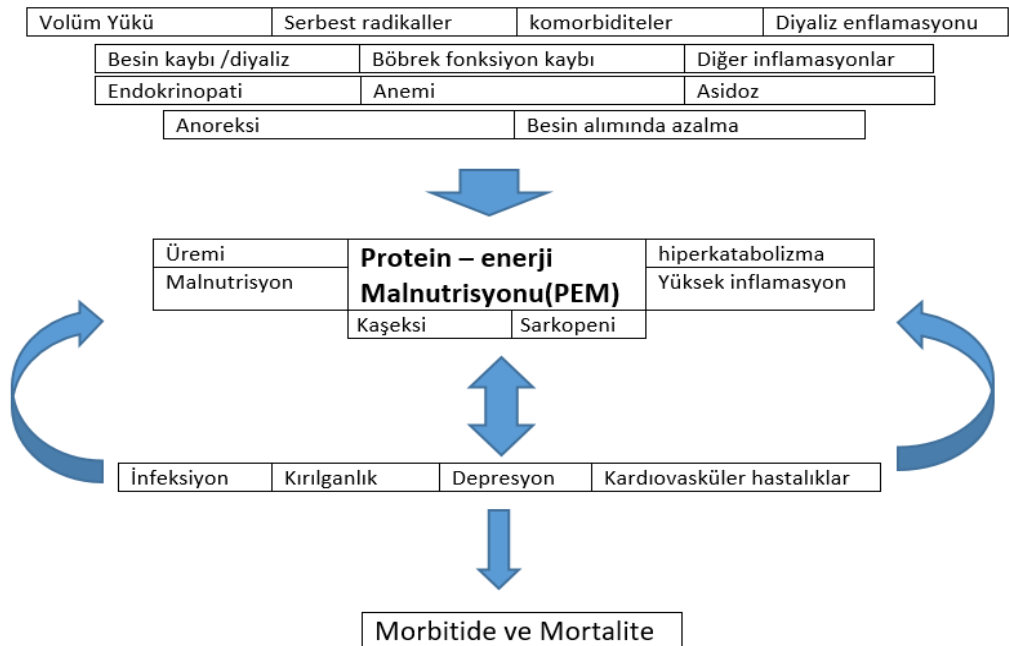 Volüm Yükü Serbest radikaller komorbiditeler Diyaliz enflamasyonu
Besin kaybı /diyaliz Böbrek fonksiyon kaybı Diğer inflamasyonlar
Endokrinopati Anemi Asidoz
Anoreksi Besin alımında azalma
Üremi Protein – enerji hiperkatabolizma
Malnutrisyon Malnutrisyonu(PEM) Yüksek inflamasyon
Kaşeksi Sarkopeni
İnfeksiyon Kırılganlık Depresyon Kardıovasküler hastalıklar
Morbitide ve Mortalite